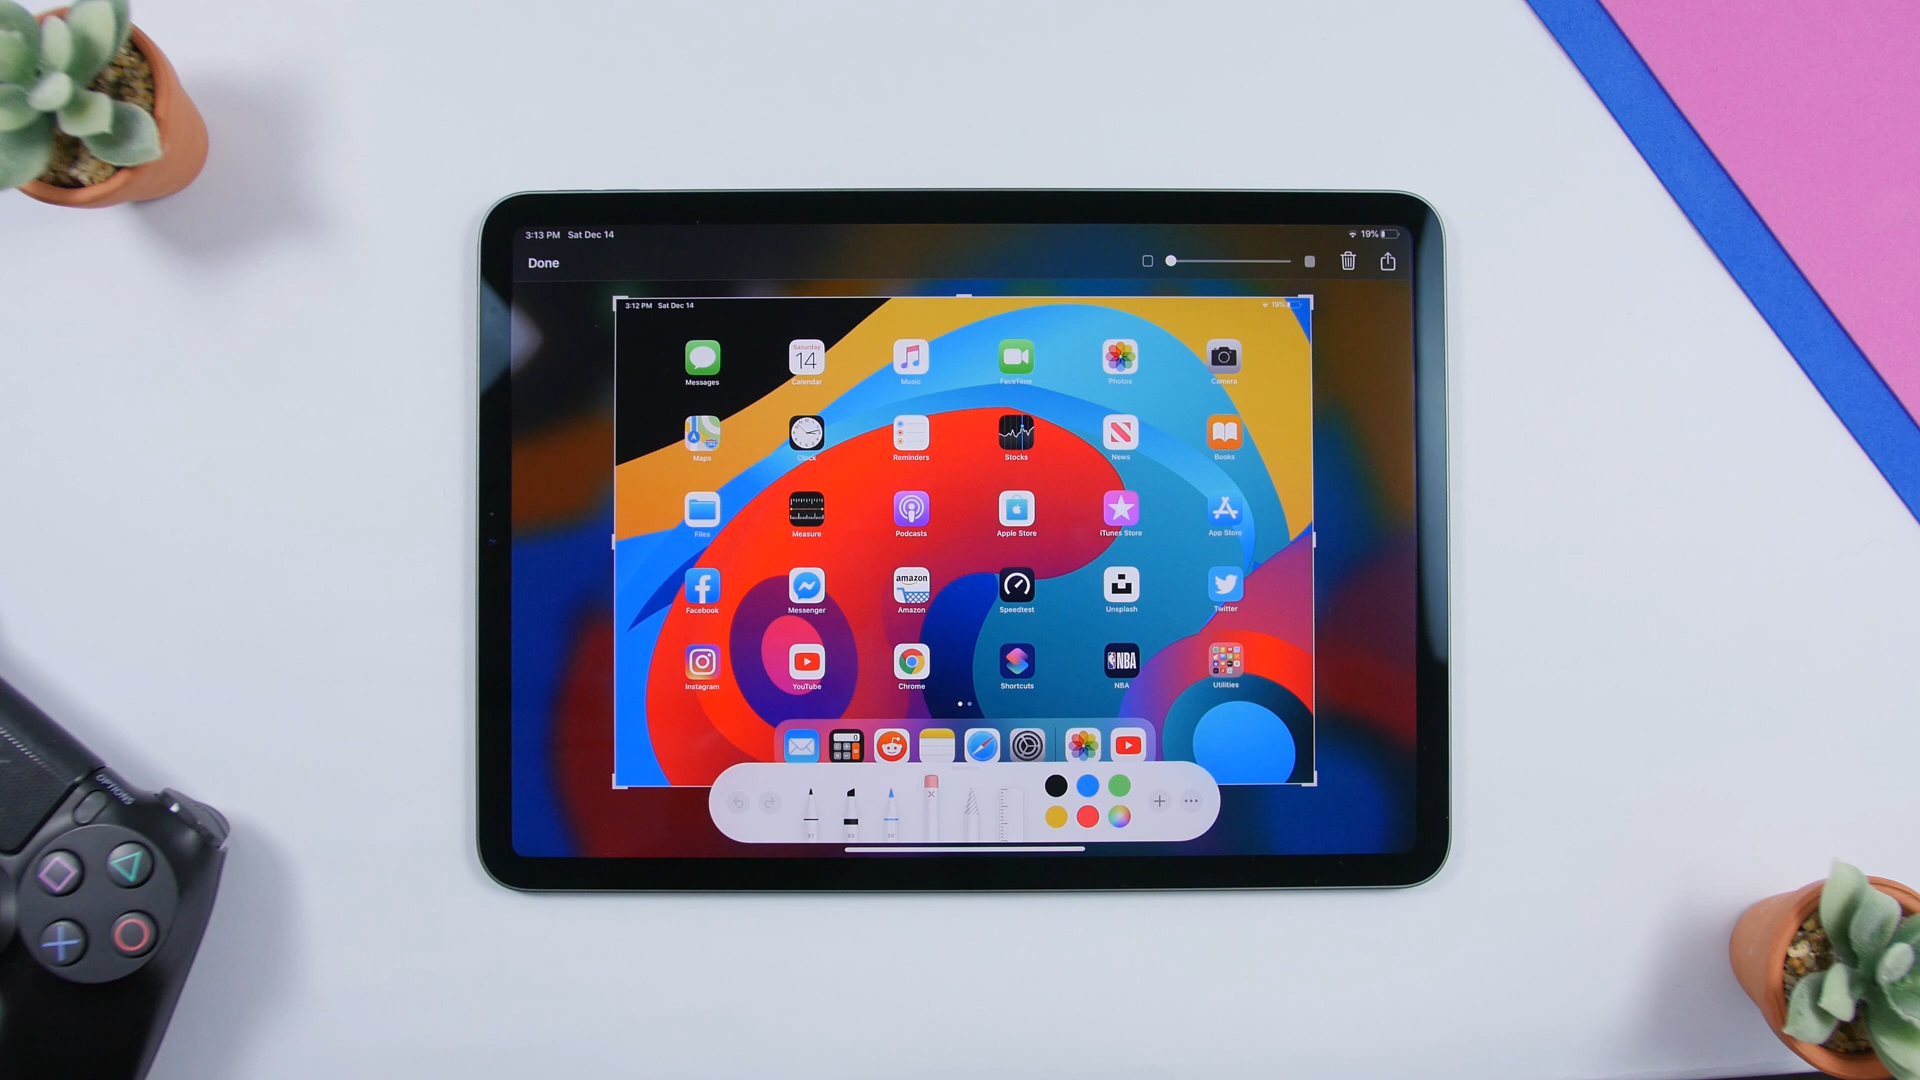 3:13 PM Sat Dec 14 19%
Done
3:12 PM Sat Dec 14 19%
Saturday
14
Messages Calendar Music FaceTime Photos Camera
Maps Clock Reminders Stocks News Books
Files Measure Podcasts Apple Store iTunes Store App Store
amazon
Facebook Messenger Amazon Speedtest Unsplash Twitter
NBA
Instagram YouTube Chrome Shortcuts NBA Utilities
OPTIONS